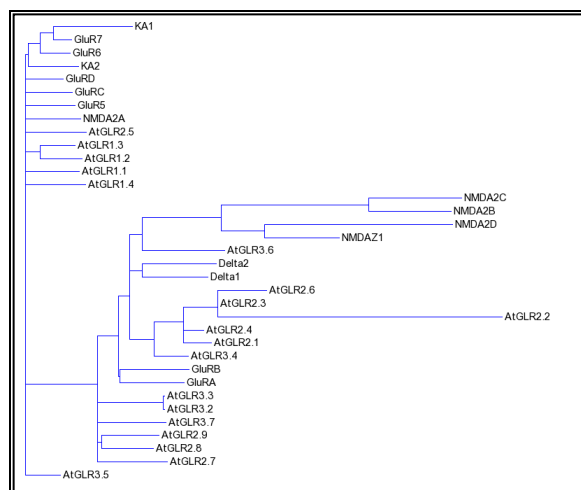 KA1
GluR7
GluR6
KA2
GluRD
GluRC
GluR5
NMDA2A
AtGLR2.5
AtGLR1.3
AtGLR1.2
AtGLR1.1
AtGLR1.4
NMDA2C
NMDA2B
NMDA2D
NMDAZ1
AtGLR3.6
Delta2
Delta1
AtGLR2.6
AtGLR2.3
AtGLR2.2
AtGLR2.4
AtGLR2.1
AtGLR3.4
GluRB
GluRA
AtGLR3.3
AtGLR3.2
AtGLR3.7
AtGLR2.9
AtGLR2.8
AtGLR2.7
AtGLR3.5